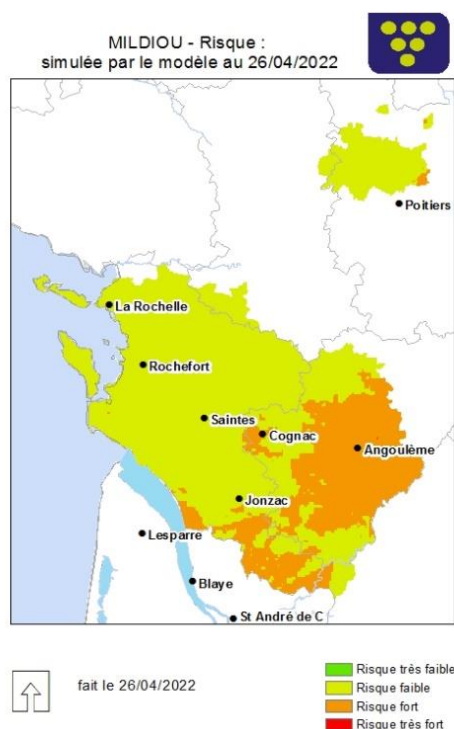 MILDIOU - Risque :
simulée par le modèle au 26/04/2022
Poitiers
La Rochelle
Rochefort
Saintes
Cognac
Angoulême
Jonzac
Lesparre
Blaye
St André de C
fait le 26/04/2022
Risque très faible
Risque faible
Risque fort
Risque très fort